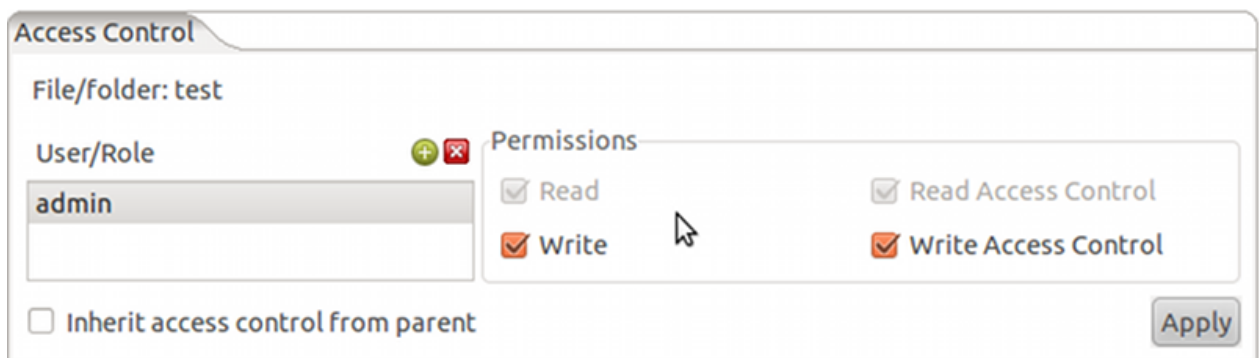 Access Control
File/folder: test
User/Role
Permissions
admin
Read
Read Access Control
Write
Write Access Control
Inherit access control from parent
Apply